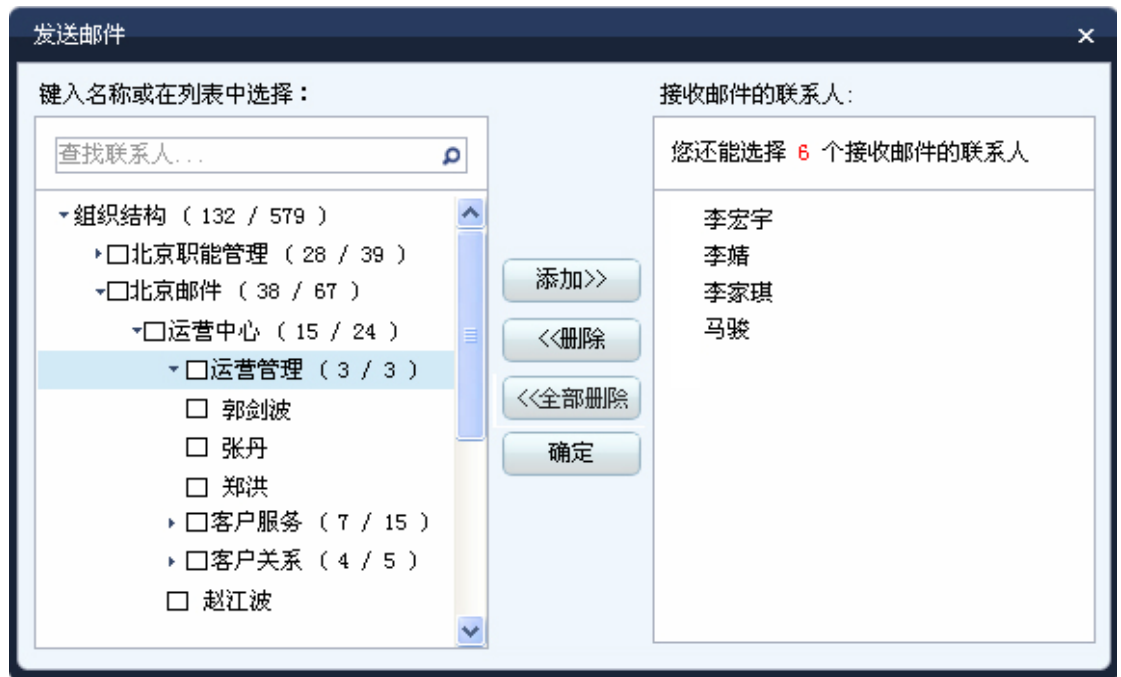 发送邮件
键入名称或在列表中选择：
查找联系人...
组织结构 ( 132 / 579 )
北京职能管理 ( 28 / 39 )
北京邮件 ( 38 / 67 )
运营中心 ( 15 / 24 )
运营管理 ( 3 / 3 )
郭剑波
张丹
郑洪
客户服务 ( 7 / 15 )
客户关系 ( 4 / 5 )
赵江波
添加>>
<<删除
<<全部删除
确定
接收邮件的联系人:
您还能选择 6 个接收邮件的联系人
李宏宇
李婧
李家琪
马骏